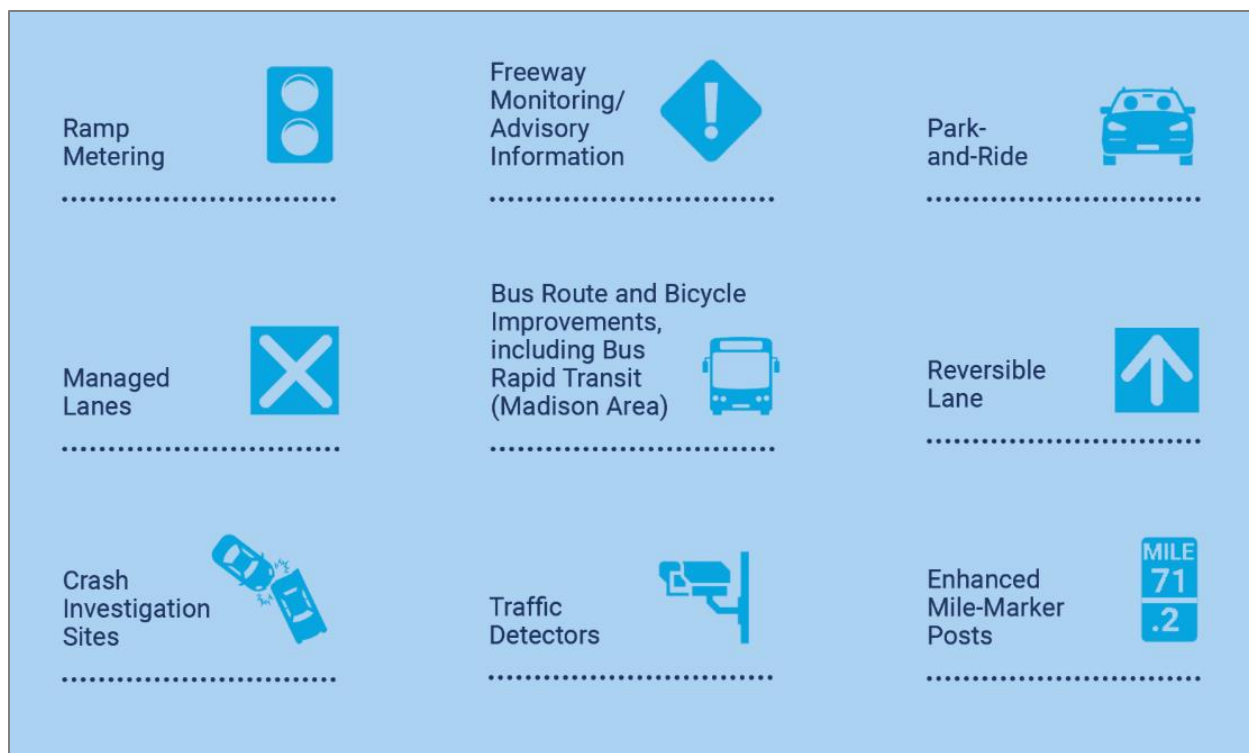 Ramp
Metering
Freeway
Monitoring/
Advisory
Information
Park-
and-Ride
Managed
Lanes
Bus Route and Bicycle
Improvements,
including Bus
Rapid Transit
(Madison Area)
Reversible
Lane
Crash
Investigation
Sites
Traffic
Detectors
Enhanced
Mile-Marker
Posts
MILE
71
.2